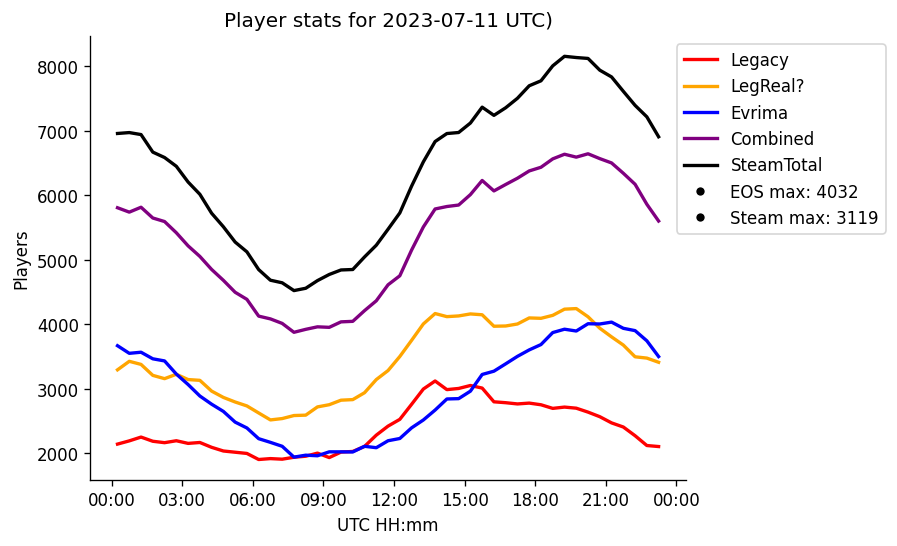 Player stats for 2023-07-11 UTC)
8000
7000
6000
5000
4000
3000
2000
Players
00:00 03:00 06:00 09:00 12:00 15:00 18:00 21:00 00:00
UTC HH:mm
Legacy
LegReal?
Evrima
Combined
SteamTotal
EOS max: 4032
Steam max: 3119